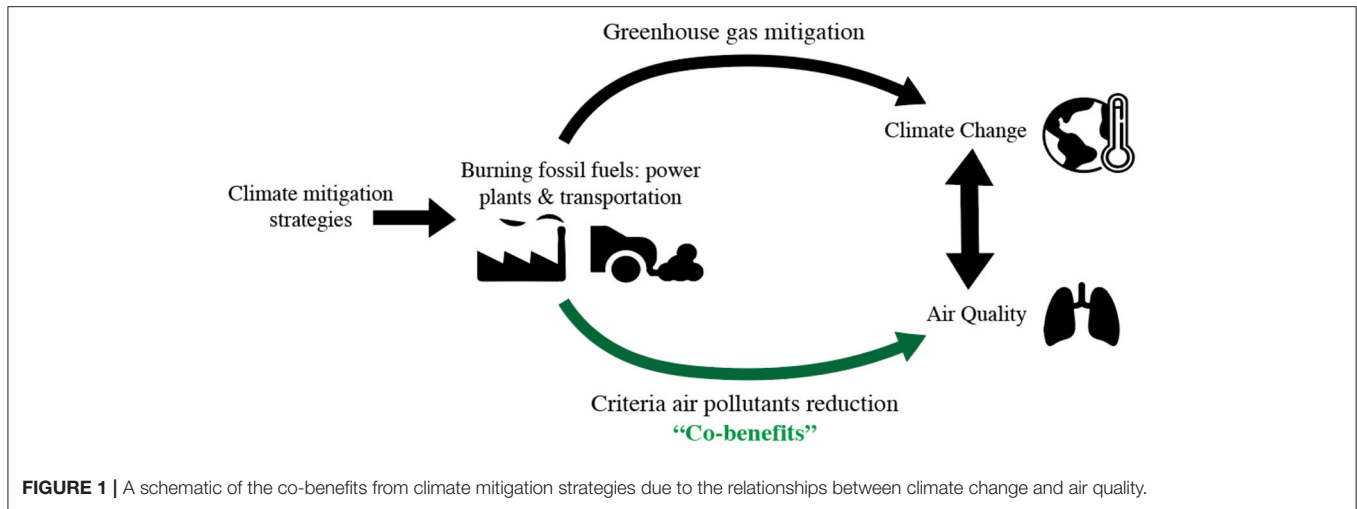 Greenhouse gas mitigation
Climate Change
Burning fossil fuels: power
plants & transportation
Climate mitigation
strategies
Air Quality
Criteria air pollutants reduction
“Co-benefits”
FIGURE 1 | A schematic of the co-benefits from climate mitigation strategies due to the relationships between climate change and air quality.